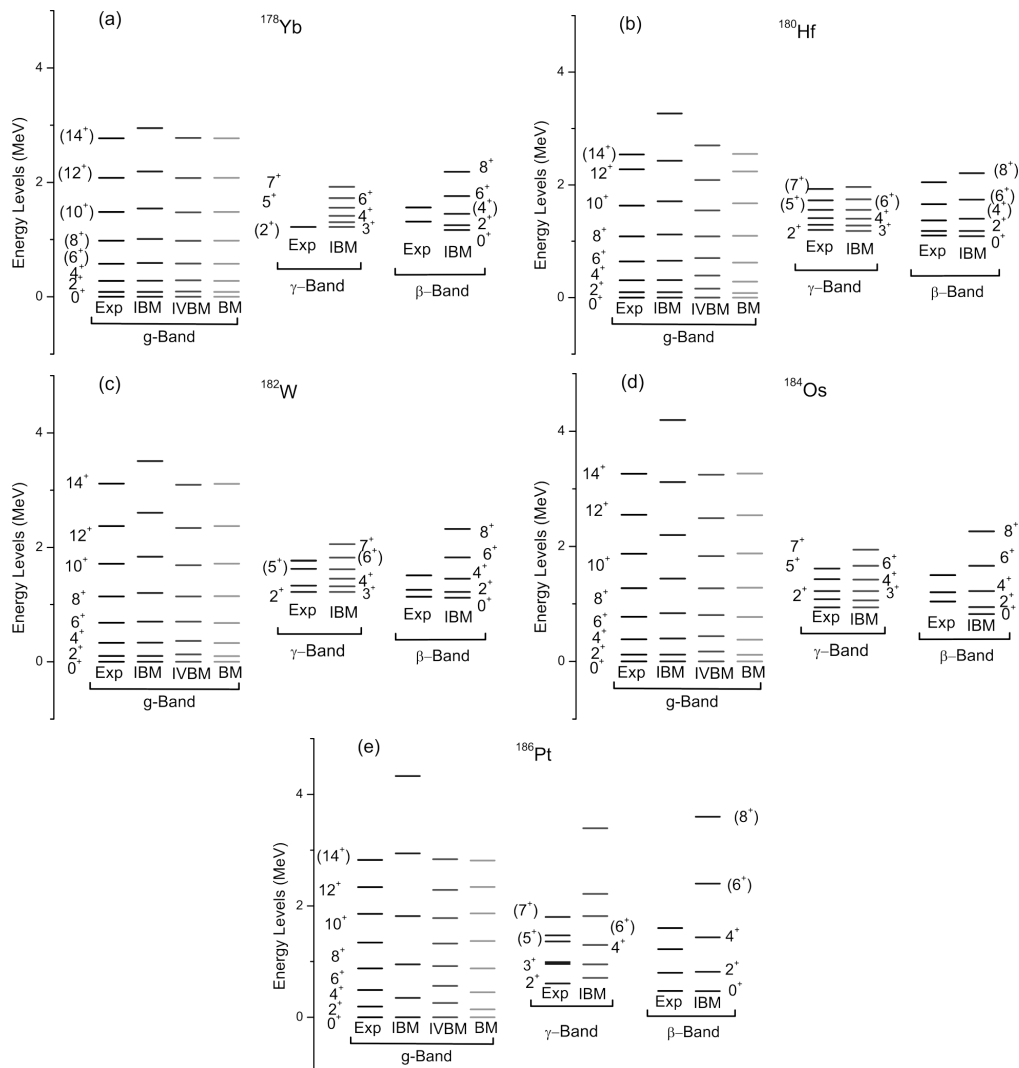 (a)
¹⁷⁸Yb
Energy Levels (MeV)
4
2
0
(14⁺)
(12⁺)
(10⁺)
(8⁺)
(6⁺)
4⁺
2⁺
0⁺
Exp IBM IVBM BM
g-Band
7⁺
5⁺
(2⁺)
6⁺
4⁺
3⁺
Exp IBM
γ–Band
8⁺
6⁺
(4⁺)
2⁺
0⁺
Exp IBM
β–Band
(b)
¹⁸⁰Hf
Energy Levels (MeV)
4
2
0
(14⁺)
12⁺
10⁺
8⁺
6⁺
4⁺
2⁺
0⁺
Exp IBM IVBM BM
g-Band
(7⁺)
(5⁺)
2⁺
(6⁺)
4⁺
3⁺
Exp IBM
γ–Band
(8⁺)
(6⁺)
(4⁺)
2⁺
0⁺
Exp IBM
β–Band
(c)
¹⁸²W
Energy Levels (MeV)
4
2
0
14⁺
12⁺
10⁺
8⁺
6⁺
4⁺
2⁺
0⁺
Exp IBM IVBM BM
g-Band
(5⁺)
2⁺
7⁺
(6⁺)
4⁺
3⁺
Exp IBM
γ–Band
8⁺
6⁺
4⁺
2⁺
0⁺
Exp IBM
β–Band
(d)
¹⁸⁴Os
Energy Levels (MeV)
4
2
0
14⁺
12⁺
10⁺
8⁺
6⁺
4⁺
2⁺
0⁺
Exp IBM IVBM BM
g-Band
7⁺
5⁺
2⁺
6⁺
4⁺
3⁺
Exp IBM
γ–Band
8⁺
6⁺
4⁺
2⁺
0⁺
Exp IBM
β–Band
(e)
¹⁸⁶Pt
Energy Levels (MeV)
4
2
0
(14⁺)
12⁺
10⁺
8⁺
6⁺
4⁺
2⁺
0⁺
Exp IBM IVBM BM
g-Band
(7⁺)
(5⁺)
3⁺
2⁺
(6⁺)
4⁺
Exp IBM
γ–Band
(8⁺)
(6⁺)
4⁺
2⁺
0⁺
Exp IBM
β–Band